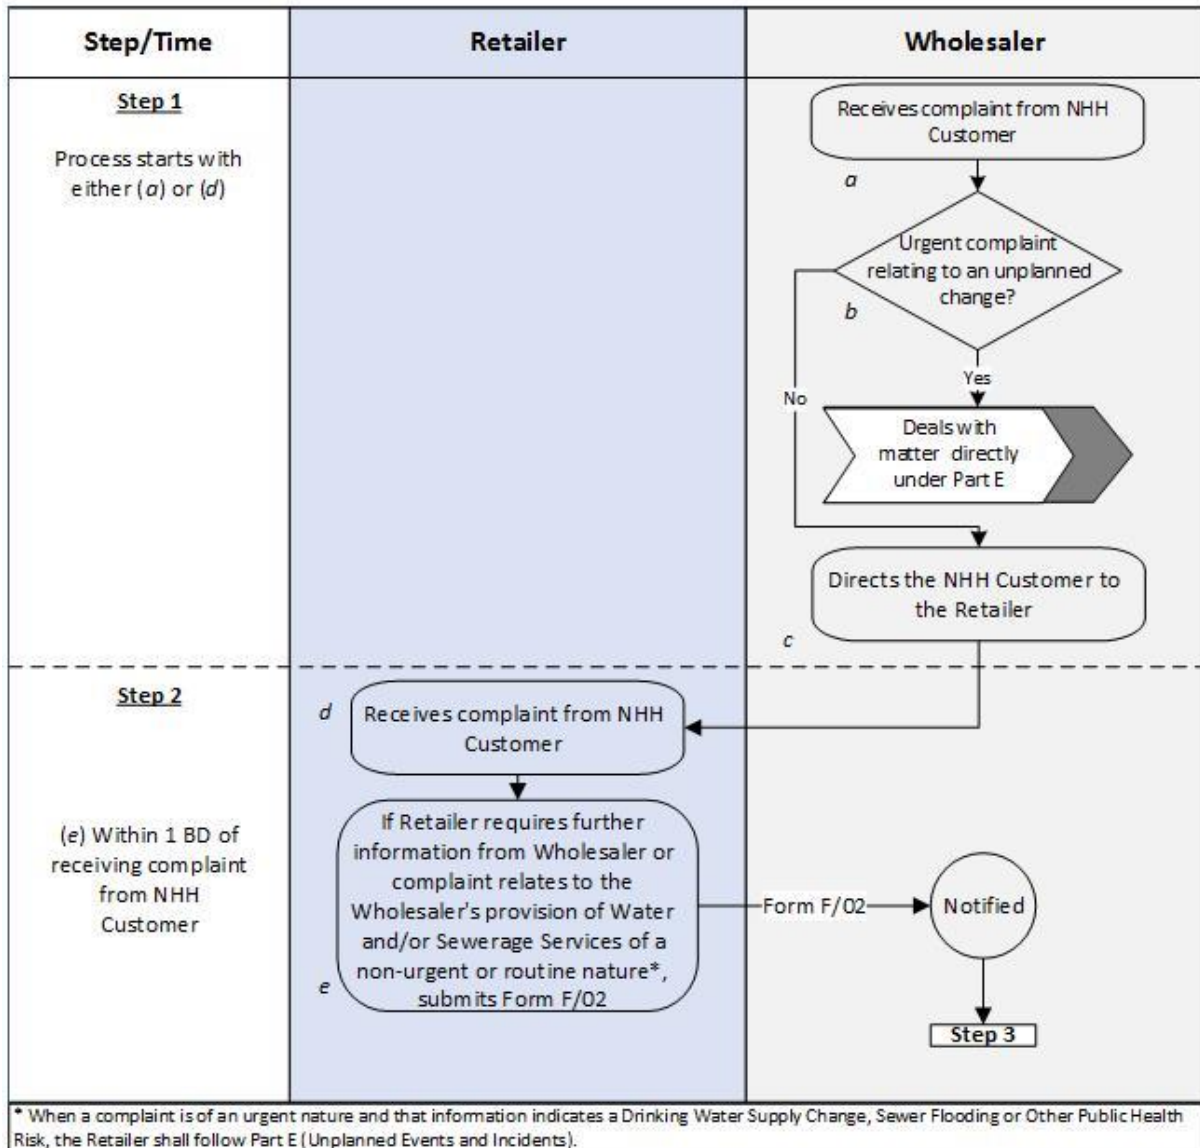 Step/Time
Retailer
Wholesaler
Step 1
Process starts with
either (a) or (d)
Receives complaint from NHH
Customer
a
Urgent complaint
relating to an unplanned
change?
b
Yes
No
Deals with
matter directly
under Part E
Directs the NHH Customer to
the Retailer
c
Step 2
d
Receives complaint from NHH
Customer
(e) Within 1 BD of
receiving complaint
from NHH
Customer
If Retailer requires further
information from Wholesaler or
complaint relates to the
Wholesaler's provision of Water
and/or Sewerage Services of a
non-urgent or routine nature*,
submits Form F/02
e
Form F/02
Notified
Step 3
* When a complaint is of an urgent nature and that information indicates a Drinking Water Supply Change, Sewer Flooding or Other Public Health
Risk, the Retailer shall follow Part E (Unplanned Events and Incidents).